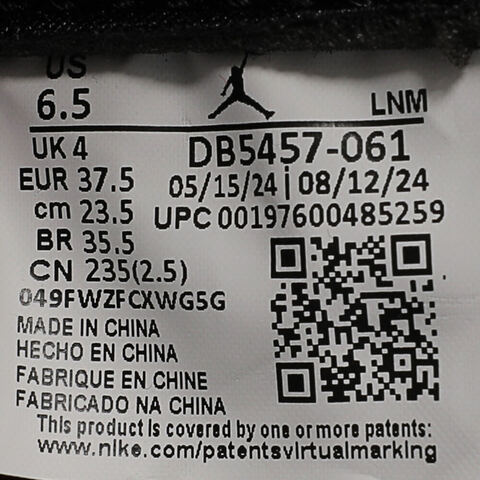 US
6.5 LNM
UK 4 DB5457-061
EUR 37.5 05/15/24 | 08/12/24
cm 23.5 UPC 00197600485259
BR 35.5
CN 235(2.5)
049FWZFCXWG5G
MADE IN CHINA
HECHO EN CHINA
FABRIQUE EN CHINE
FABRICADO NA CHINA
This product is covered by one or more patents:
www.nike.com/patentsvirtualmarking